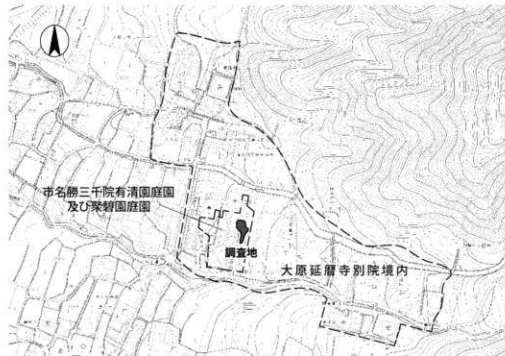 市名勝三千院有清園庭園
及び聚碧園庭園
調査地
大原延暦寺別院境内